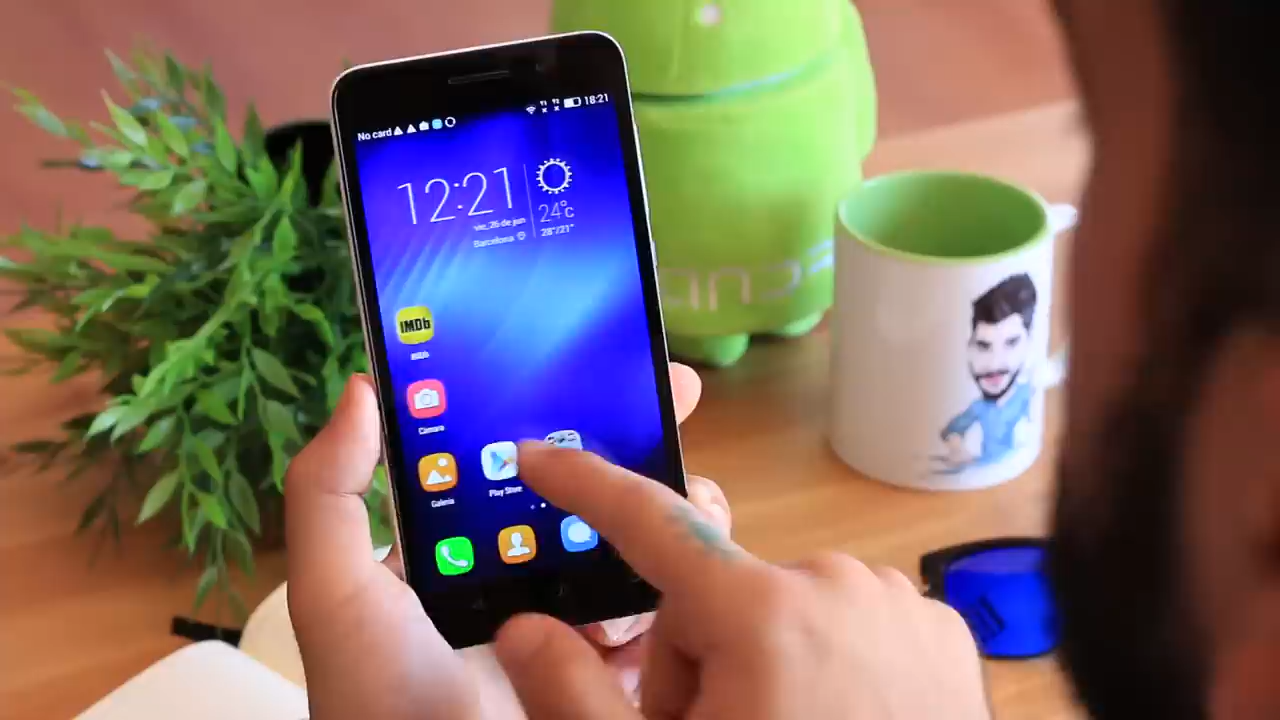 No card 18:21
12:21
24°c
vie, 26 de jun
28°/21°
Barcelona
IMDb
IMDb
Cámara
Galería
Play Store